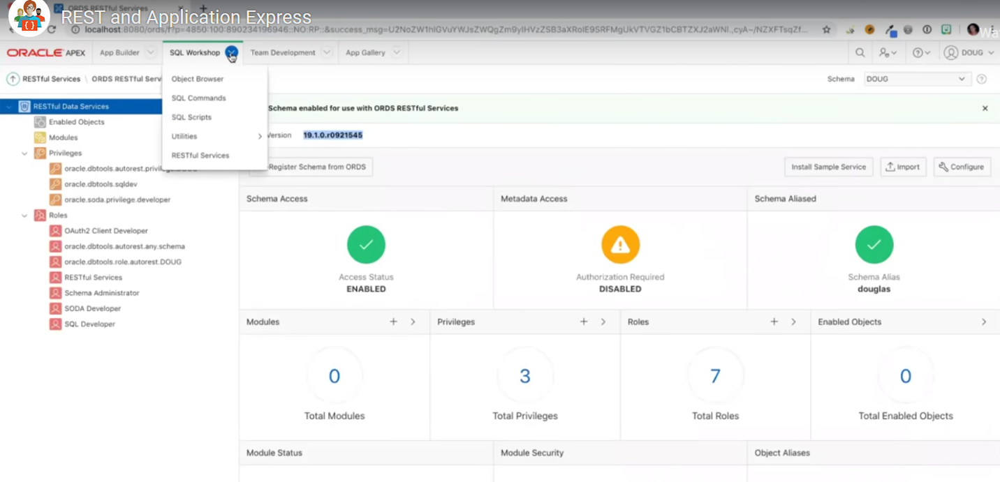 ORDS RESTful Services
REST and Application Express
localhost:8080/ords/f?p=4850:100:890234196946::NO:RP::&success_msg=
ORACLE APEX
App Builder
SQL Workshop
Team Development
App Gallery
DOUG
RESTful Services \ ORDS RESTful Serv
Schema
DOUG
Object Browser
SQL Commands
SQL Scripts
Utilities
RESTful Services
RESTful Data Services
Enabled Objects
Modules
Privileges
oracle.dbtools.autorest.privilege.DOUG
oracle.dbtools.sqldev
oracle.soda.privilege.developer
Roles
OAuth2 Client Developer
oracle.dbtools.autorest.any.schema
oracle.dbtools.role.autorest.DOUG
RESTful Services
Schema Administrator
SODA Developer
SQL Developer
Schema enabled for use with ORDS RESTful Services
Version 19.1.0.r0921545
Register Schema from ORDS
Install Sample Service
Import
Configure
Schema Access
Access Status
ENABLED
Metadata Access
Authorization Required
DISABLED
Schema Aliased
Schema Alias
douglas
Modules
0
Total Modules
Privileges
3
Total Privileges
Roles
7
Total Roles
Enabled Objects
0
Total Enabled Objects
Module Status
Module Security
Object Aliases